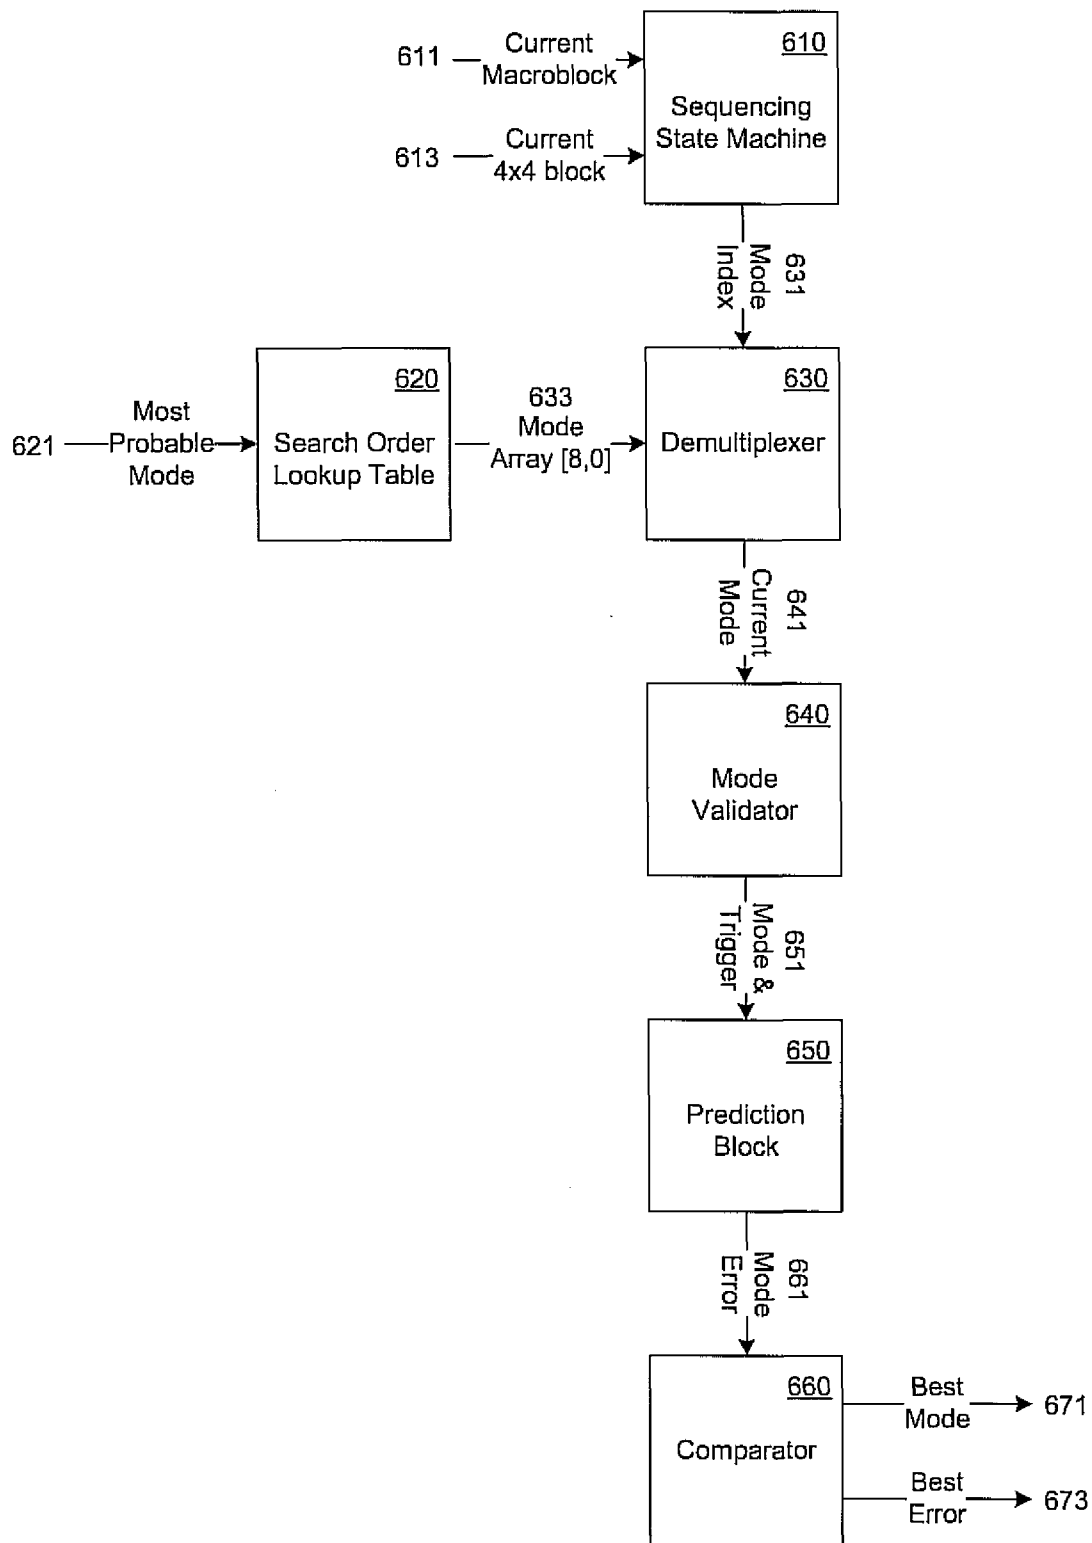 610
611
Current
Macroblock
Sequencing
State Machine
613
Current
4x4 block
631
Mode
Index
620
630
621
Most
Probable
Mode
Search Order
Lookup Table
633
Mode
Array [8,0]
Demultiplexer
641
Current
Mode
640
Mode
Validator
651
Mode &
Trigger
650
Prediction
Block
661
Mode
Error
660
Comparator
Best
Mode
671
Best
Error
673